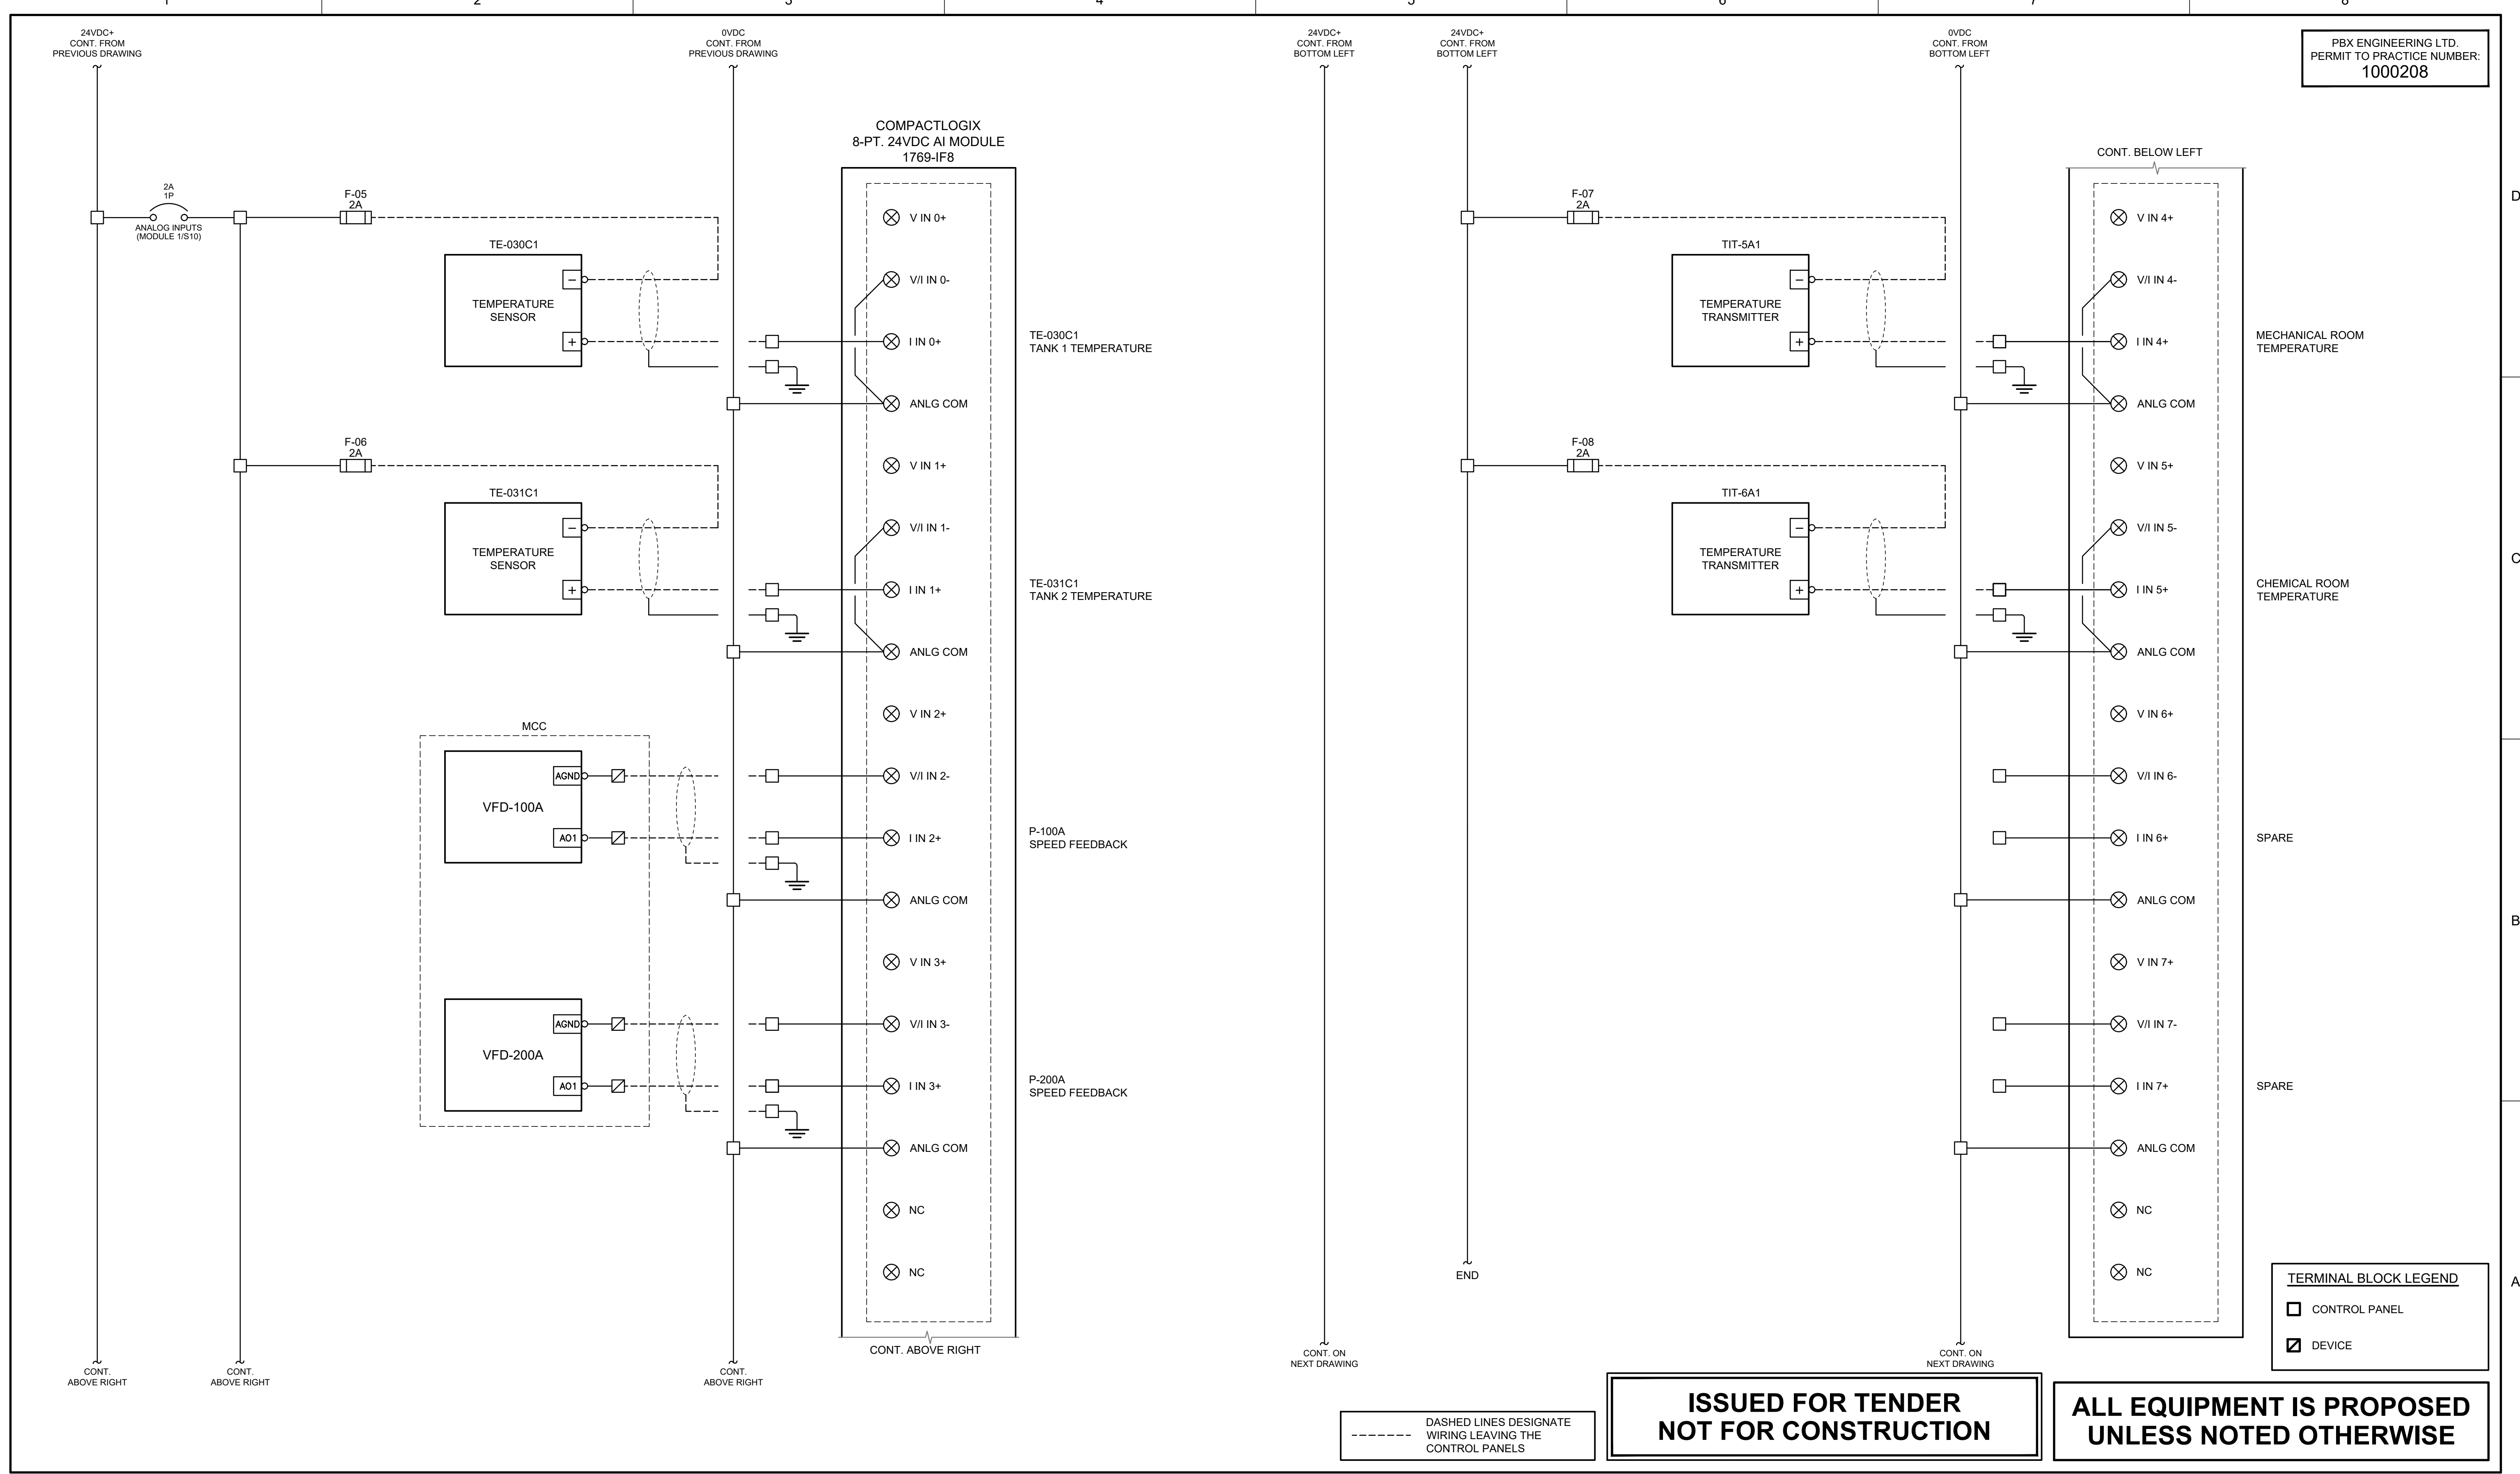 1 2 3 4 5 6 7 8
24VDC+
CONT. FROM
PREVIOUS DRAWING
0VDC
CONT. FROM
PREVIOUS DRAWING
24VDC+
CONT. FROM
BOTTOM LEFT
24VDC+
CONT. FROM
BOTTOM LEFT
0VDC
CONT. FROM
BOTTOM LEFT
PBX ENGINEERING LTD.
PERMIT TO PRACTICE NUMBER:
1000208
COMPACTLOGIX
8-PT. 24VDC AI MODULE
1769-IF8
2A
1P
ANALOG INPUTS
(MODULE 1/S10)
F-05
2A
TE-030C1
TEMPERATURE
SENSOR
−
+
V IN 0+
V/I IN 0-
I IN 0+
ANLG COM
TE-030C1
TANK 1 TEMPERATURE
F-06
2A
TE-031C1
TEMPERATURE
SENSOR
−
+
V IN 1+
V/I IN 1-
I IN 1+
ANLG COM
TE-031C1
TANK 2 TEMPERATURE
MCC
VFD-100A
AGND
AO1
V IN 2+
V/I IN 2-
I IN 2+
ANLG COM
P-100A
SPEED FEEDBACK
VFD-200A
AGND
AO1
V IN 3+
V/I IN 3-
I IN 3+
ANLG COM
P-200A
SPEED FEEDBACK
NC
NC
CONT. ABOVE RIGHT
CONT.
ABOVE RIGHT
CONT.
ABOVE RIGHT
CONT.
ABOVE RIGHT
CONT. BELOW LEFT
F-07
2A
TIT-5A1
TEMPERATURE
TRANSMITTER
−
+
V IN 4+
V/I IN 4-
I IN 4+
ANLG COM
MECHANICAL ROOM
TEMPERATURE
F-08
2A
TIT-6A1
TEMPERATURE
TRANSMITTER
−
+
V IN 5+
V/I IN 5-
I IN 5+
ANLG COM
CHEMICAL ROOM
TEMPERATURE
V IN 6+
V/I IN 6-
I IN 6+
SPARE
ANLG COM
V IN 7+
V/I IN 7-
I IN 7+
SPARE
ANLG COM
NC
NC
END
CONT. ON
NEXT DRAWING
CONT. ON
NEXT DRAWING
D
C
B
A
TERMINAL BLOCK LEGEND
CONTROL PANEL
DEVICE
DASHED LINES DESIGNATE
WIRING LEAVING THE
CONTROL PANELS
ISSUED FOR TENDER
NOT FOR CONSTRUCTION
ALL EQUIPMENT IS PROPOSED
UNLESS NOTED OTHERWISE